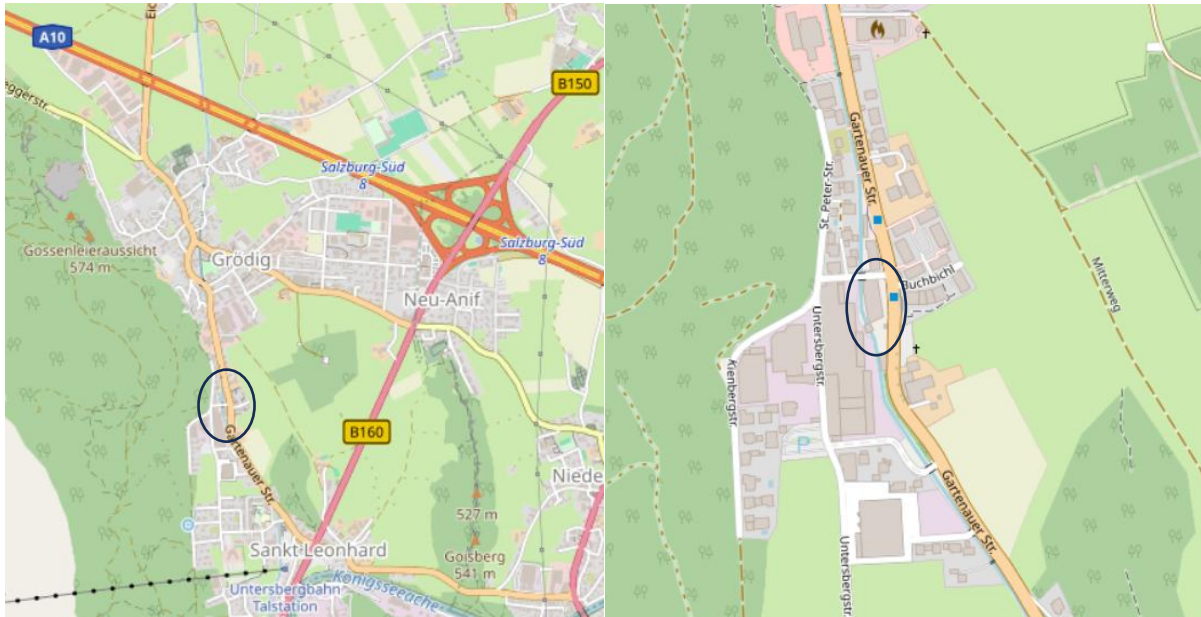 A10
B150
eggerstr.
Salzburg-Süd
8
Salzburg-Süd
8
Gossenleieraussicht
574 m
Grödig
Neu-Anif
B160
Gartenauer Str.
Niede
527 m
Goisberg
541 m
Sankt Leonhard
Königsseeache
Untersbergbahn
Talstation
Gartenauer Str.
St. Peter-Str.
Buchbichl
Mitterweg
Untersbergstr.
Kienbergstr.
P
Gartenauer Str.
Untersbergstr.